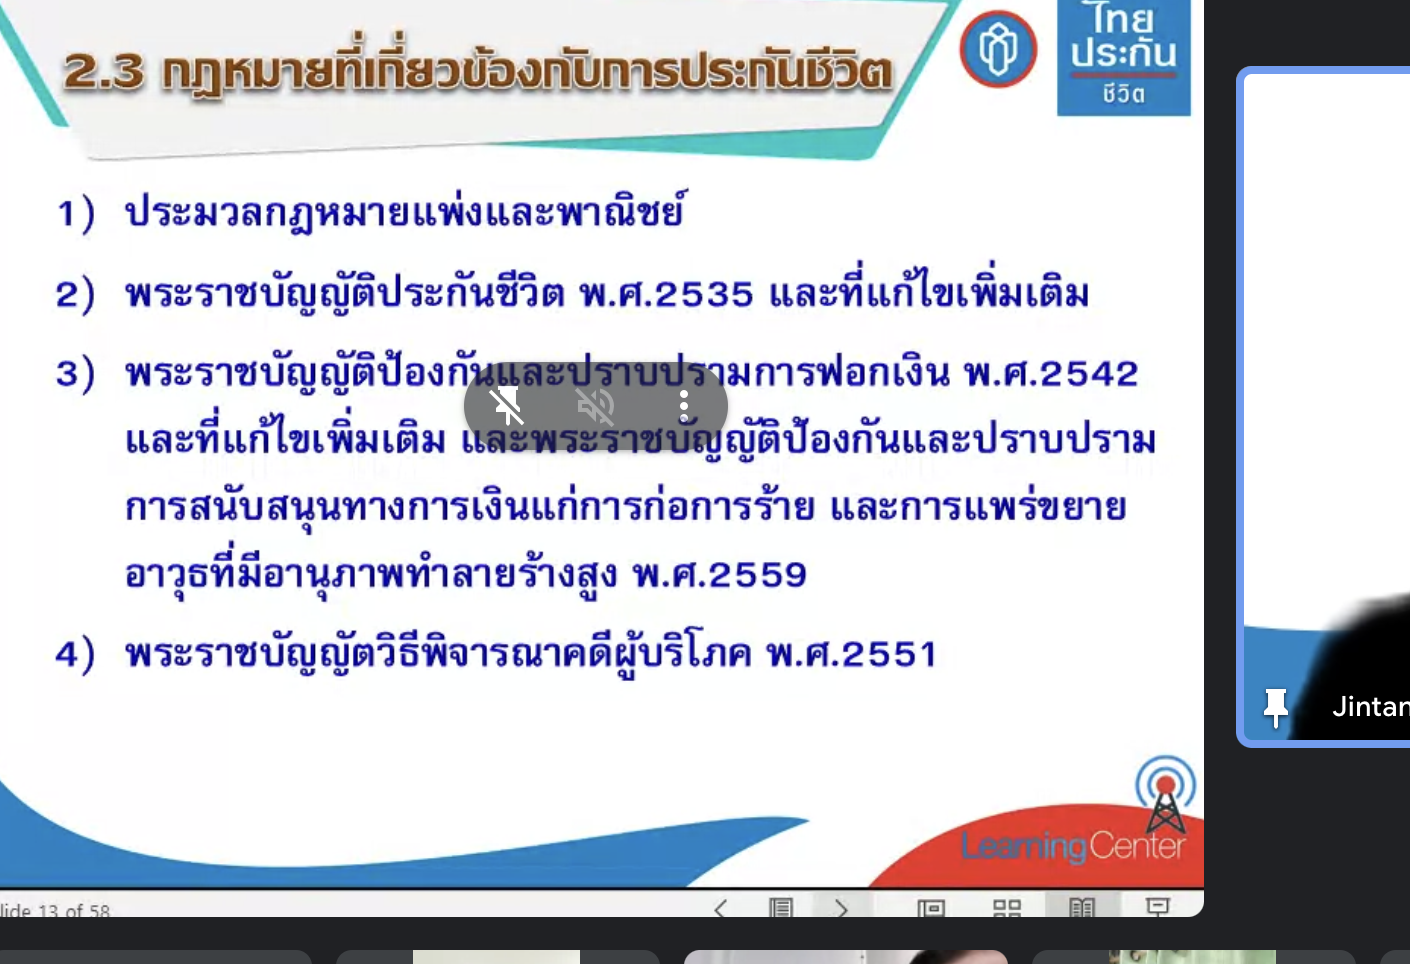 2.3 กฎหมายที่เกี่ยวข้องกับการประกันชีวิต
ไทย
ประกัน
ชีวิต
1) ประมวลกฎหมายแพ่งและพาณิชย์
2) พระราชบัญญัติประกันชีวิต พ.ศ.2535 และที่แก้ไขเพิ่มเติม
3) พระราชบัญญัติป้องกันและปราบปรามการฟอกเงิน พ.ศ.2542
และที่แก้ไขเพิ่มเติม และพระราชบัญญัติป้องกันและปราบปราม
การสนับสนุนทางการเงินแก่การก่อการร้าย และการแพร่ขยาย
อาวุธที่มีอานุภาพทำลายร้างสูง พ.ศ.2559
4) พระราชบัญญัตวิธีพิจารณาคดีผู้บริโภค พ.ศ.2551
Jintan
LearningCenter
lide 13 of 58